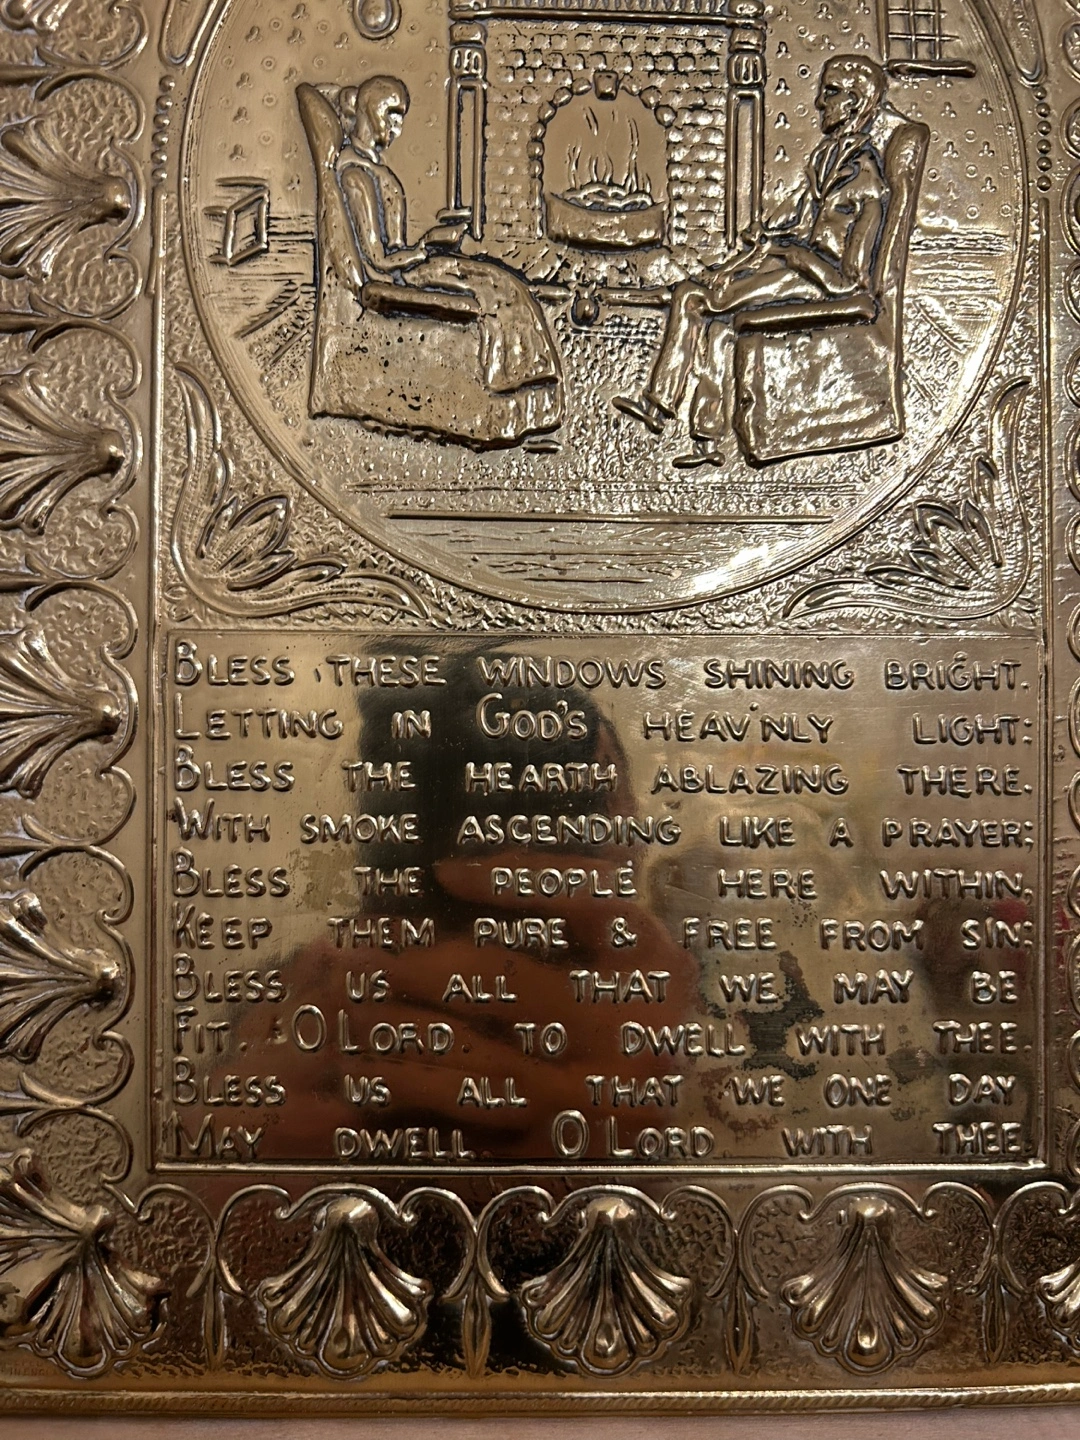 BLESS THESE WINDOWS SHINING BRIGHT.
LETTING IN GOD'S HEAV'NLY LIGHT:
BLESS THE HEARTH ABLAZING THERE.
WITH SMOKE ASCENDING LIKE A PRAYER;
BLESS THE PEOPLE HERE WITHIN,
KEEP THEM PURE & FREE FROM SIN:
BLESS US ALL THAT WE MAY BE
FIT. O LORD. TO DWELL WITH THEE.
BLESS US ALL THAT WE ONE DAY
MAY DWELL. O LORD WITH THEE